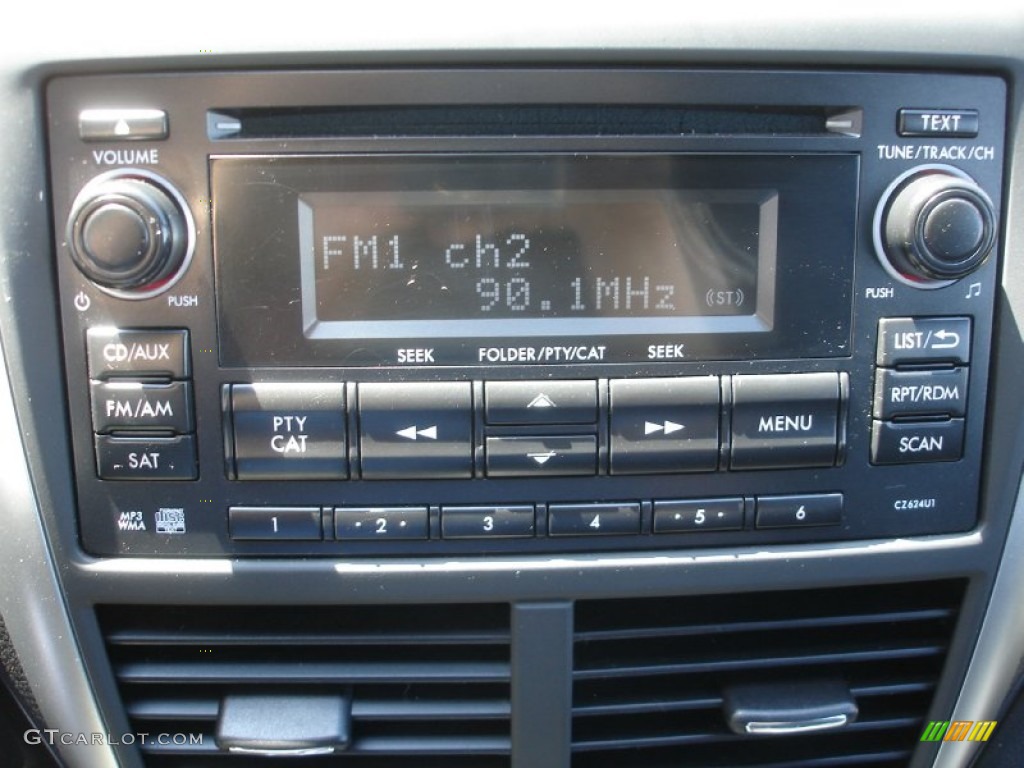 VOLUME
TEXT
TUNE/TRACK/CH
FM1 ch2
90.1MHz (ST)
PUSH
PUSH
SEEK FOLDER/PTY/CAT SEEK
CD/AUX
FM/AM
SAT
PTY
CAT
MENU
LIST/
RPT/RDM
SCAN
MP3
WMA
1 2 3 4 5 6
CZ624U1
GTCARLOT.COM